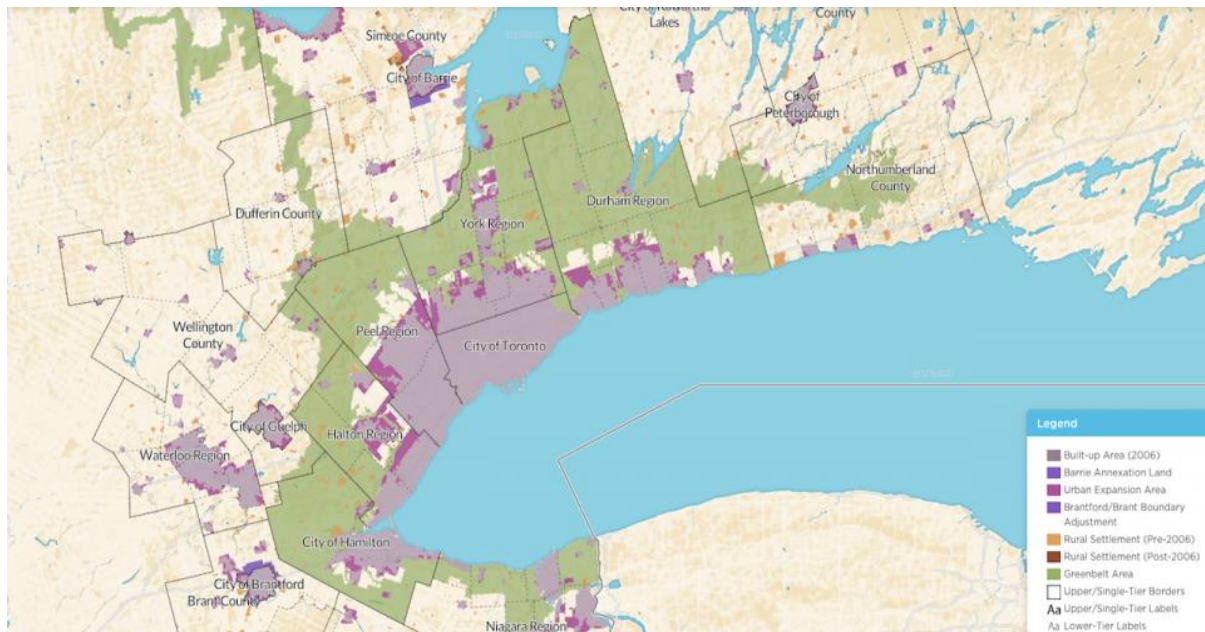 City of Kawartha
Lakes
County
Simcoe County
City of Barrie
City of
Peterborough
Northumberland
County
Durham Region
York Region
Dufferin County
Wellington
County
Peel Region
City of Toronto
City of Guelph
Halton Region
Waterloo Region
City of Hamilton
City of Brantford
Brant County
Niagara Region
Legend
Built-up Area (2006)
Barrie Annexation Land
Urban Expansion Area
Brantford/Brant Boundary
Adjustment
Rural Settlement (Pre-2006)
Rural Settlement (Post-2006)
Greenbelt Area
Upper/Single-Tier Borders
Aa Upper/Single-Tier Labels
Aa Lower-Tier Labels